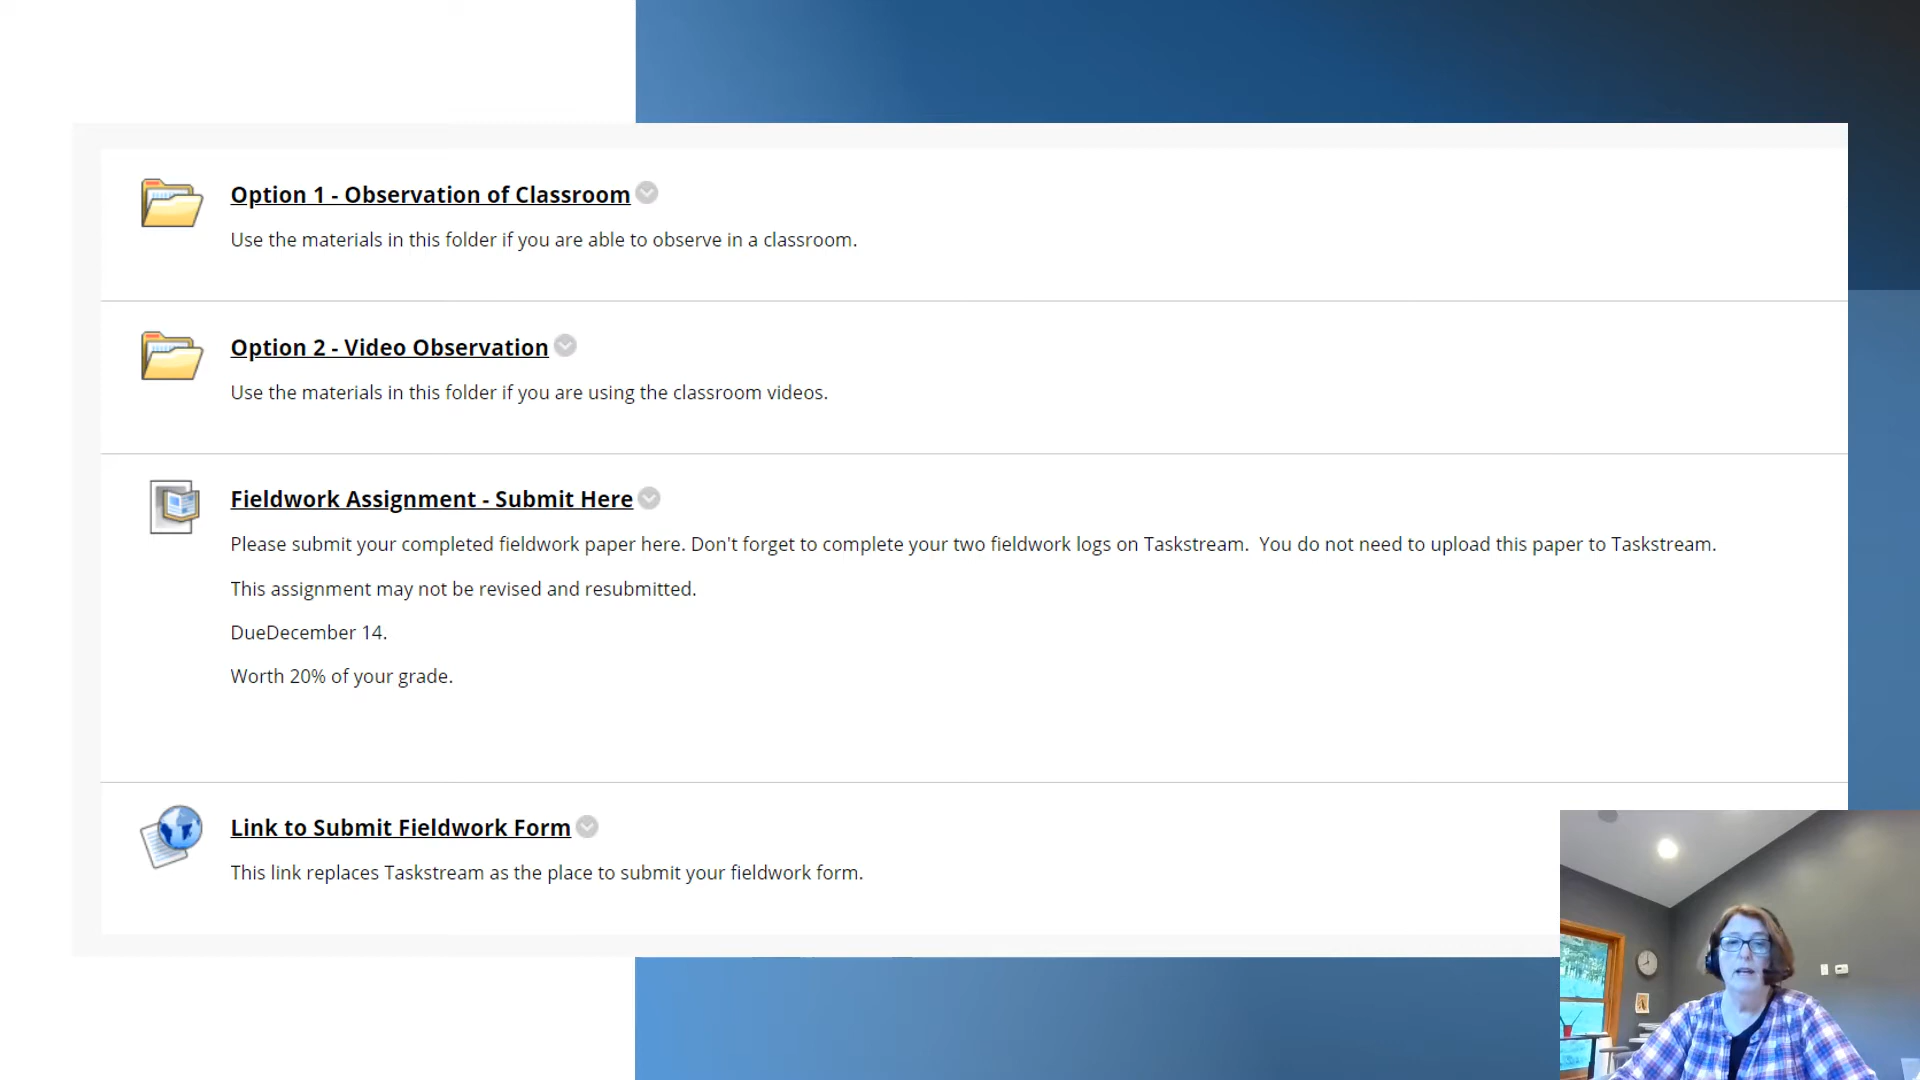 Option 1 - Observation of Classroom
Use the materials in this folder if you are able to observe in a classroom.
Option 2 - Video Observation
Use the materials in this folder if you are using the classroom videos.
Fieldwork Assignment - Submit Here
Please submit your completed fieldwork paper here. Don't forget to complete your two fieldwork logs on Taskstream.  You do not need to upload this paper to Taskstream.
This assignment may not be revised and resubmitted.
DueDecember 14.
Worth 20% of your grade.
Link to Submit Fieldwork Form
This link replaces Taskstream as the place to submit your fieldwork form.